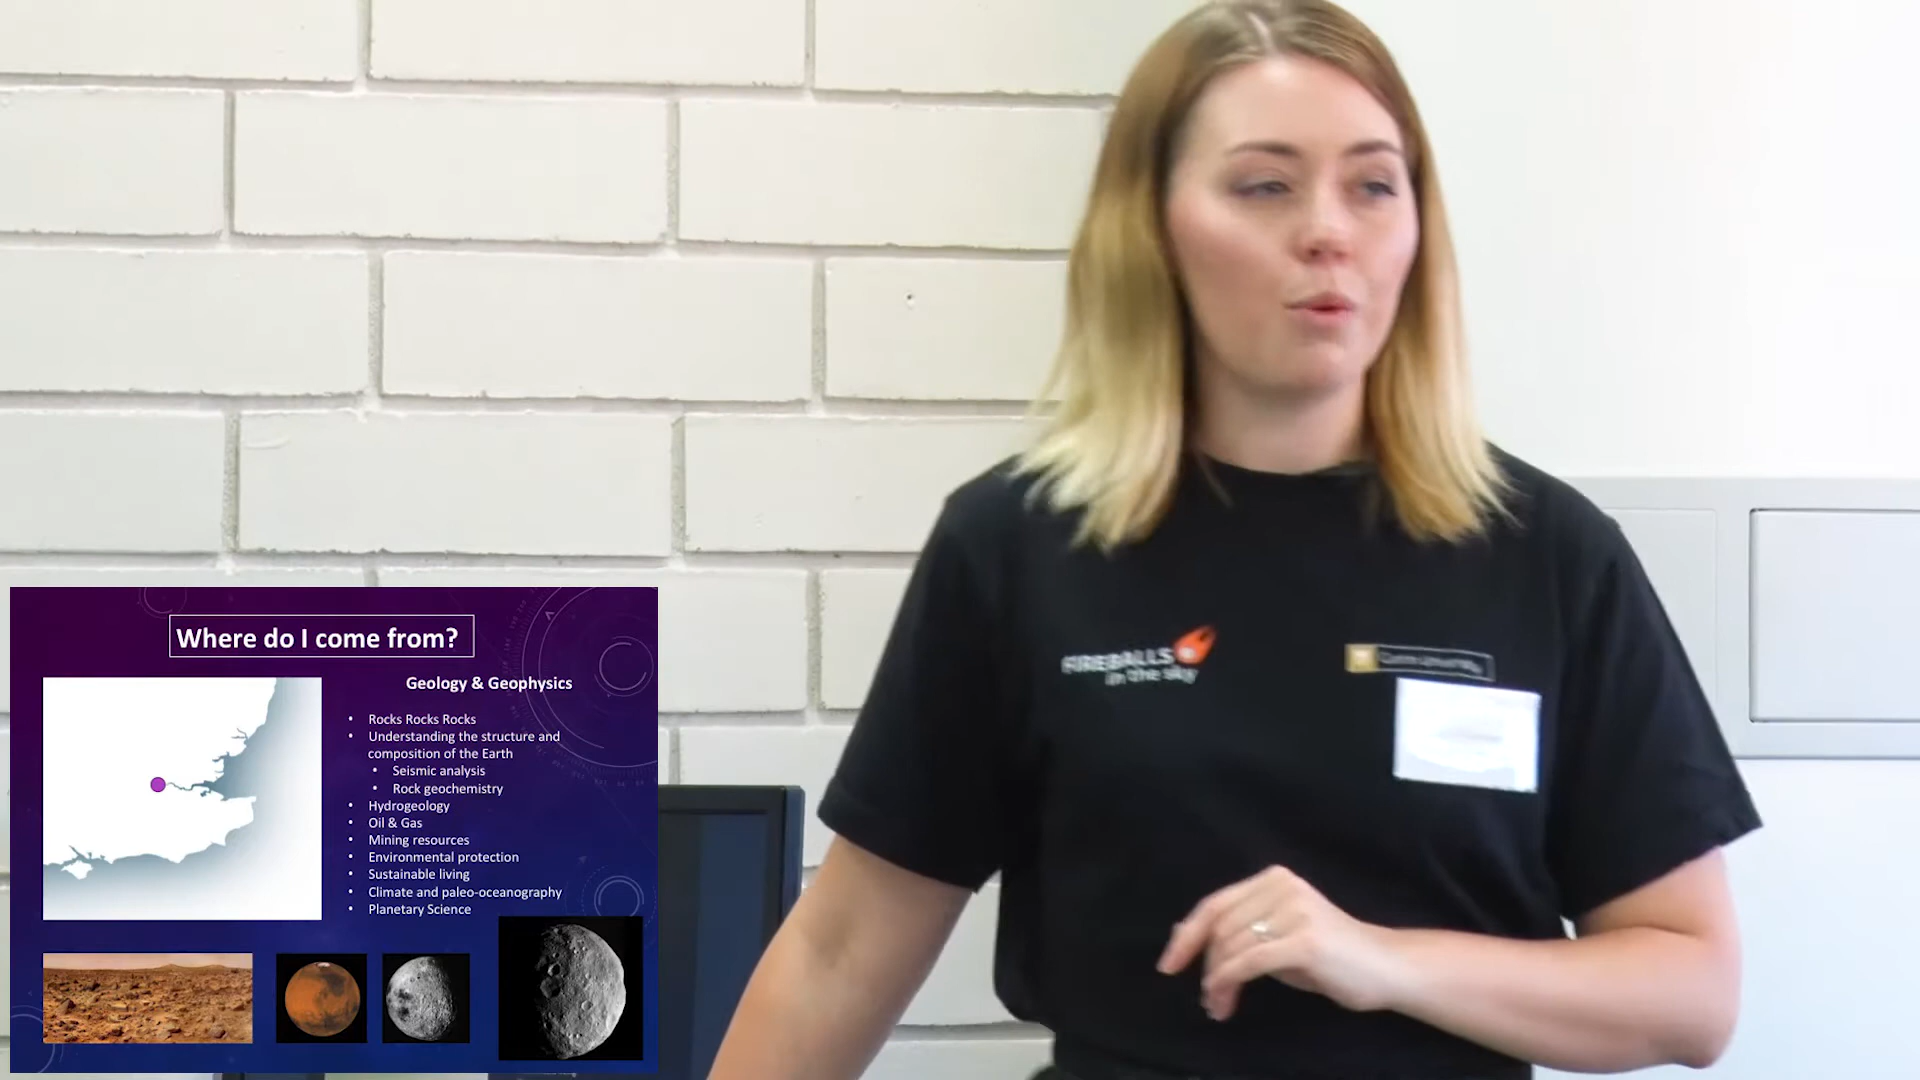 Where do I come from?
Geology & Geophysics
• Rocks Rocks Rocks
• Understanding the structure and
composition of the Earth
• Seismic analysis
• Rock geochemistry
• Hydrogeology
• Oil & Gas
• Mining resources
• Environmental protection
• Sustainable living
• Climate and paleo-oceanography
• Planetary Science
FIREBALLS
in the sky
Curtin University